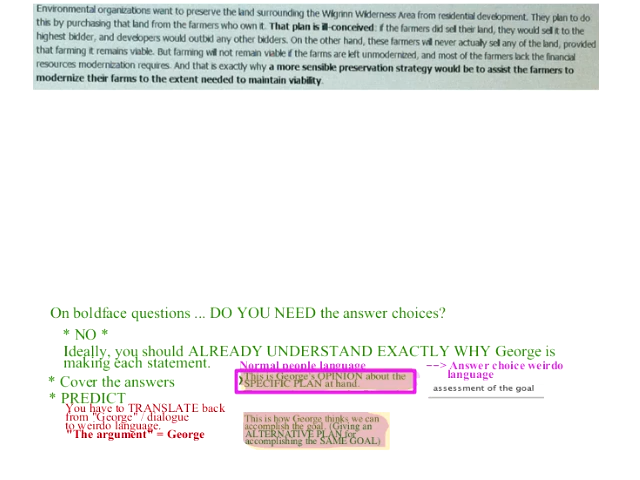 Environmental organizations want to preserve the land surrounding the Wilgrinn Wilderness Area from residential development. They plan to do
this by purchasing that land from the farmers who own it. That plan is ill-conceived: if the farmers did sell their land, they would sell it to the
highest bidder, and developers would outbid any other bidders. On the other hand, these farmers will never actually sell any of the land, provided
that farming it remains viable. But farming will not remain viable if the farms are left unmodernized, and most of the farmers lack the financial
resources modernization requires. And that is exactly why a more sensible preservation strategy would be to assist the farmers to
modernize their farms to the extent needed to maintain viability.
On boldface questions ... DO YOU NEED the answer choices?
* NO *
Ideally, you should ALREADY UNDERSTAND EXACTLY WHY George is
making each statement.
Normal people language
--> Answer choice weirdo
language
* Cover the answers
This is George's OPINION about the
SPECIFIC PLAN at hand.
assessment of the goal
* PREDICT
You have to TRANSLATE back
from "George" / dialogue
to weirdo language.
"The argument" = George
This is how George thinks we can
accomplish the goal. (Giving an
ALTERNATIVE PLAN for
accomplishing the SAME GOAL)